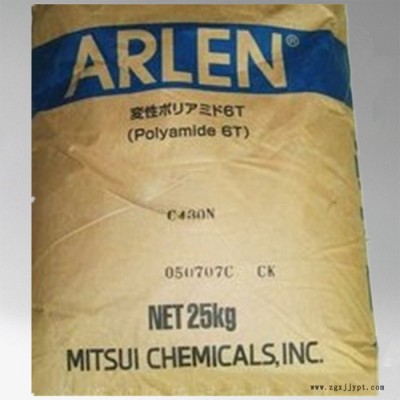 ARLEN®
変性ポリアミド6T
(Polyamide 6T)
C430N
050707C CK
NET 25kg
MITSUI CHEMICALS, INC.
www.zgxjjypt.com